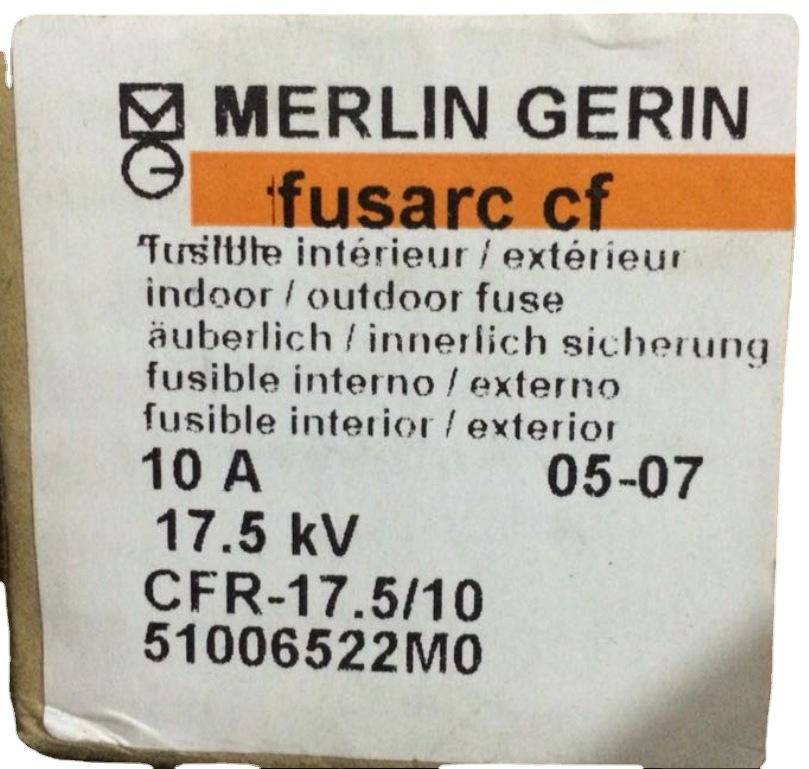 MERLIN GERIN
fusarc cf
fusible intérieur / extérieur
indoor / outdoor fuse
äuberlich / innerlich sicherung
fusible interno / externo
fusible interior / exterior
10 A 05-07
17.5 kV
CFR-17.5/10
51006522M0